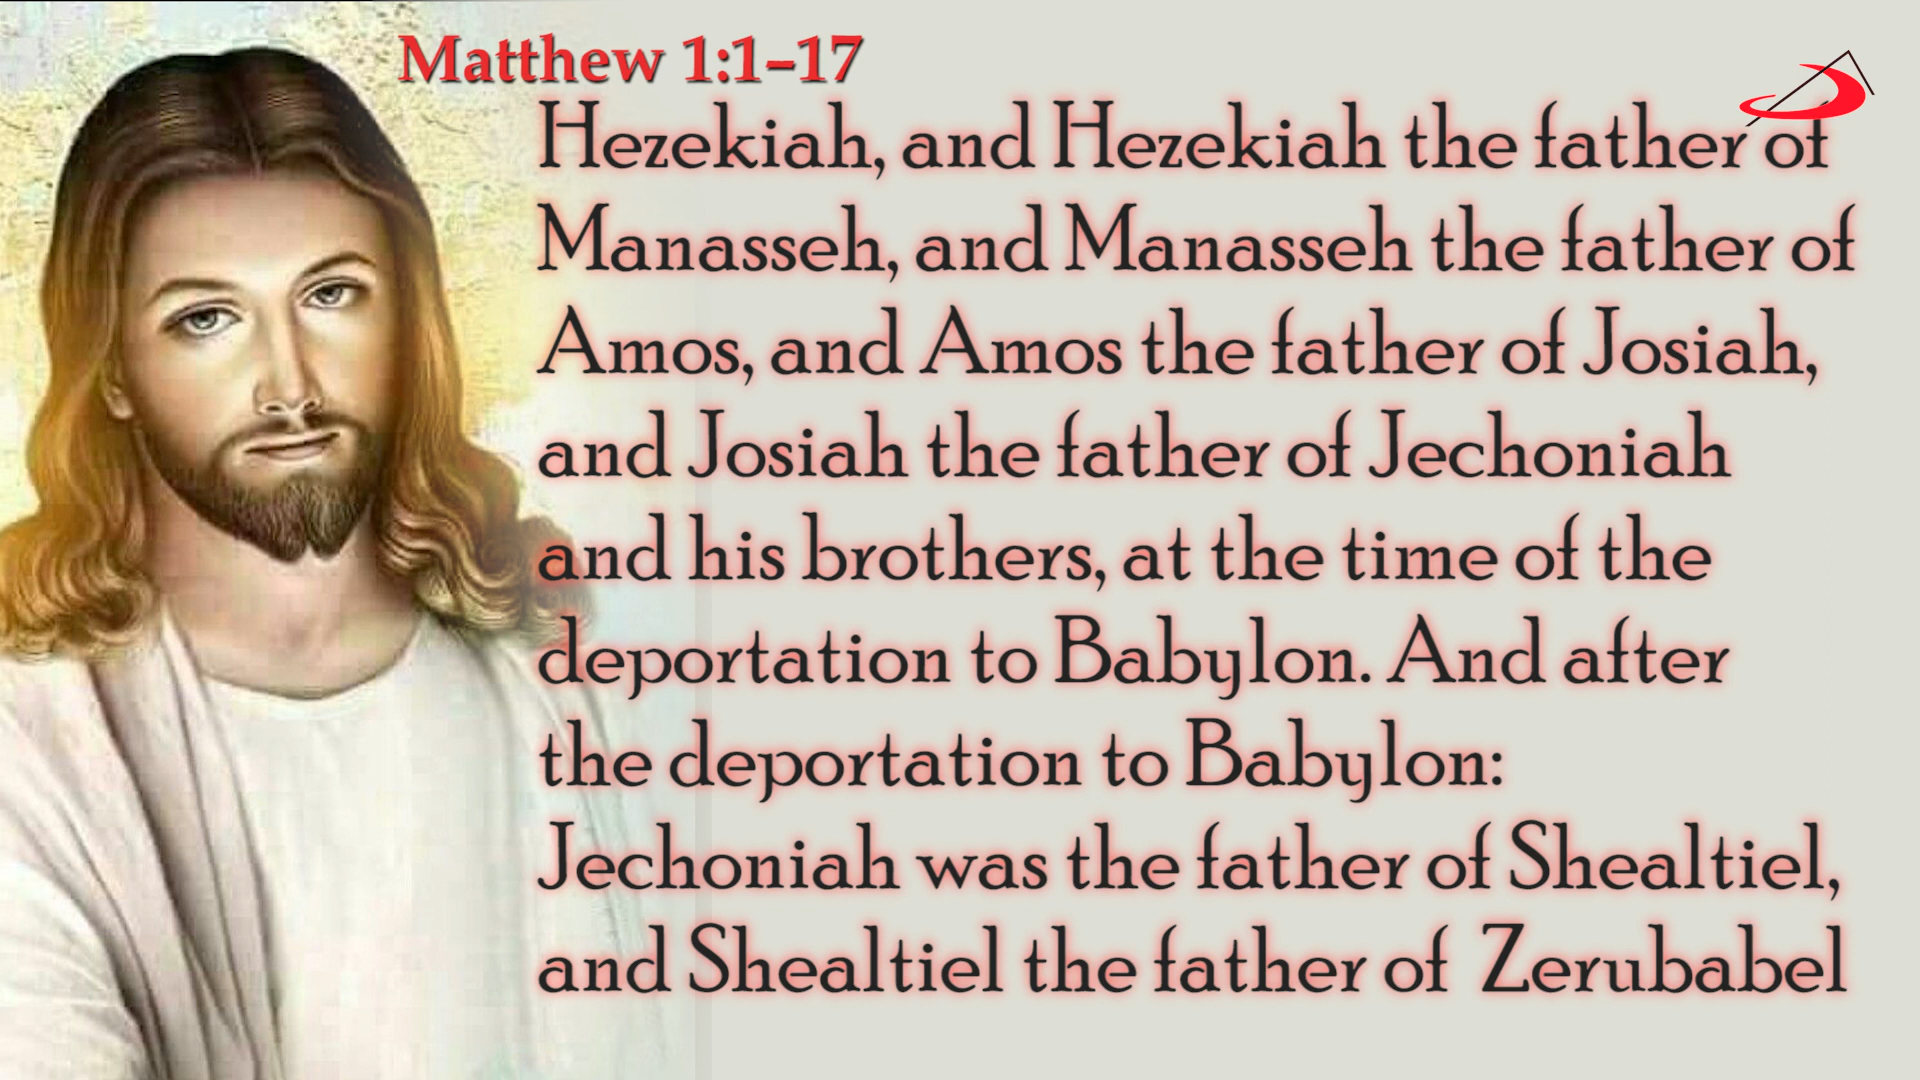 Matthew 1:1–17
Hezekiah, and Hezekiah the father of
Manasseh, and Manasseh the father of
Amos, and Amos the father of Josiah,
and Josiah the father of Jechoniah
and his brothers, at the time of the
deportation to Babylon. And after
the deportation to Babylon:
Jechoniah was the father of Shealtiel,
and Shealtiel the father of Zerubabel